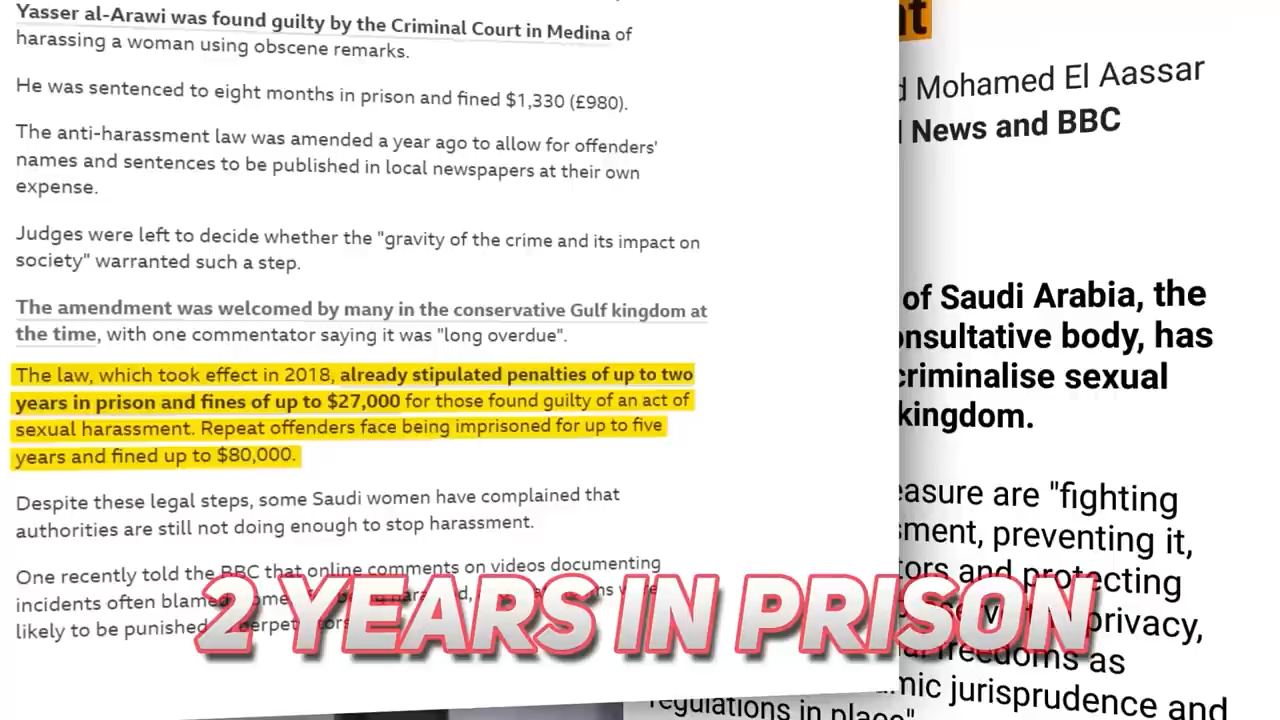 Yasser al-Arawi was found guilty by the Criminal Court in Medina of
harassing a woman using obscene remarks.
He was sentenced to eight months in prison and fined $1,330 (£980).
The anti-harassment law was amended a year ago to allow for offenders'
names and sentences to be published in local newspapers at their own
expense.
Judges were left to decide whether the "gravity of the crime and its impact on
society" warranted such a step.
The amendment was welcomed by many in the conservative Gulf kingdom at
the time, with one commentator saying it was "long overdue".
The law, which took effect in 2018, already stipulated penalties of up to two
years in prison and fines of up to $27,000 for those found guilty of an act of
sexual harassment. Repeat offenders face being imprisoned for up to five
years and fined up to $80,000.
Despite these legal steps, some Saudi women have complained that
authorities are still not doing enough to stop harassment.
One recently told the BBC that online comments on videos documenting
incidents often blamed
likely to be punished
2 YEARS IN PRISON
Mohamed El Aassar
News and BBC
of Saudi Arabia, the
body, has
criminalise sexual
kingdom.
are "fighting
preventing it,
and protecting
privacy,
freedoms as
jurisprudence and
regulations in place"